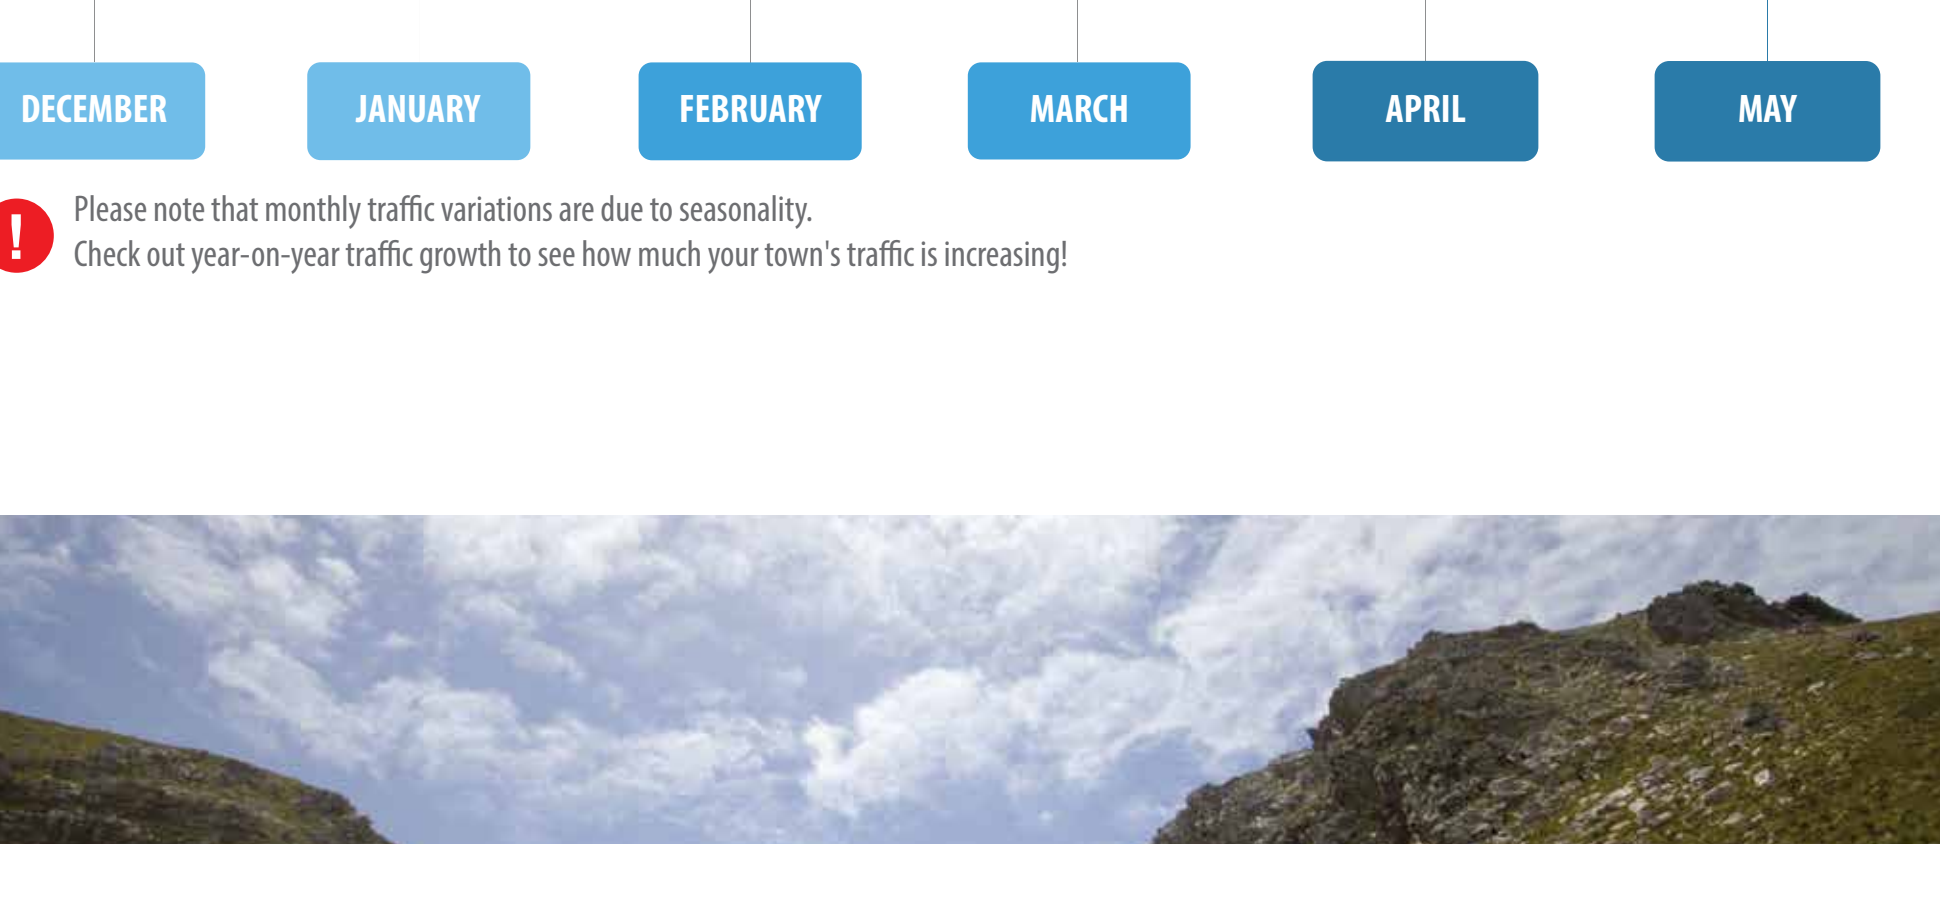 DECEMBER JANUARY FEBRUARY MARCH APRIL MAY
! Please note that monthly traffic variations are due to seasonality.
Check out year-on-year traffic growth to see how much your town's traffic is increasing!